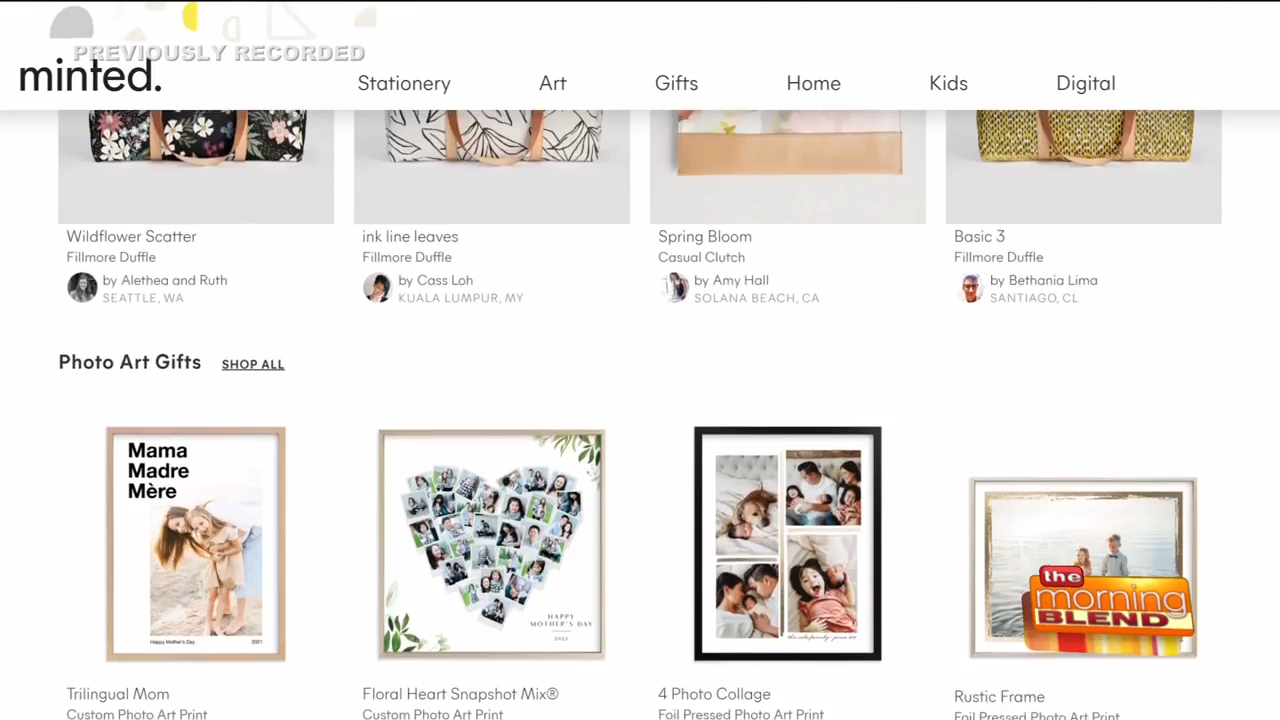 PREVIOUSLY RECORDED
minted.
Stationery
Art
Gifts
Home
Kids
Digital
Wildflower Scatter
Fillmore Duffle
by Alethea and Ruth
SEATTLE, WA
ink line leaves
Fillmore Duffle
by Cass Loh
KUALA LUMPUR, MY
Spring Bloom
Casual Clutch
by Amy Hall
SOLANA BEACH, CA
Basic 3
Fillmore Duffle
by Bethania Lima
SANTIAGO, CL
Photo Art Gifts SHOP ALL
Mama
Madre
Mère
Happy Mother's Day 2021
HAPPY
MOTHER'S DAY
2021
the morning
BLEND
Trilingual Mom
Custom Photo Art Print
Floral Heart Snapshot Mix®
Custom Photo Art Print
4 Photo Collage
Foil Pressed Photo Art Print
Rustic Frame
Foil Pressed Photo Art Print